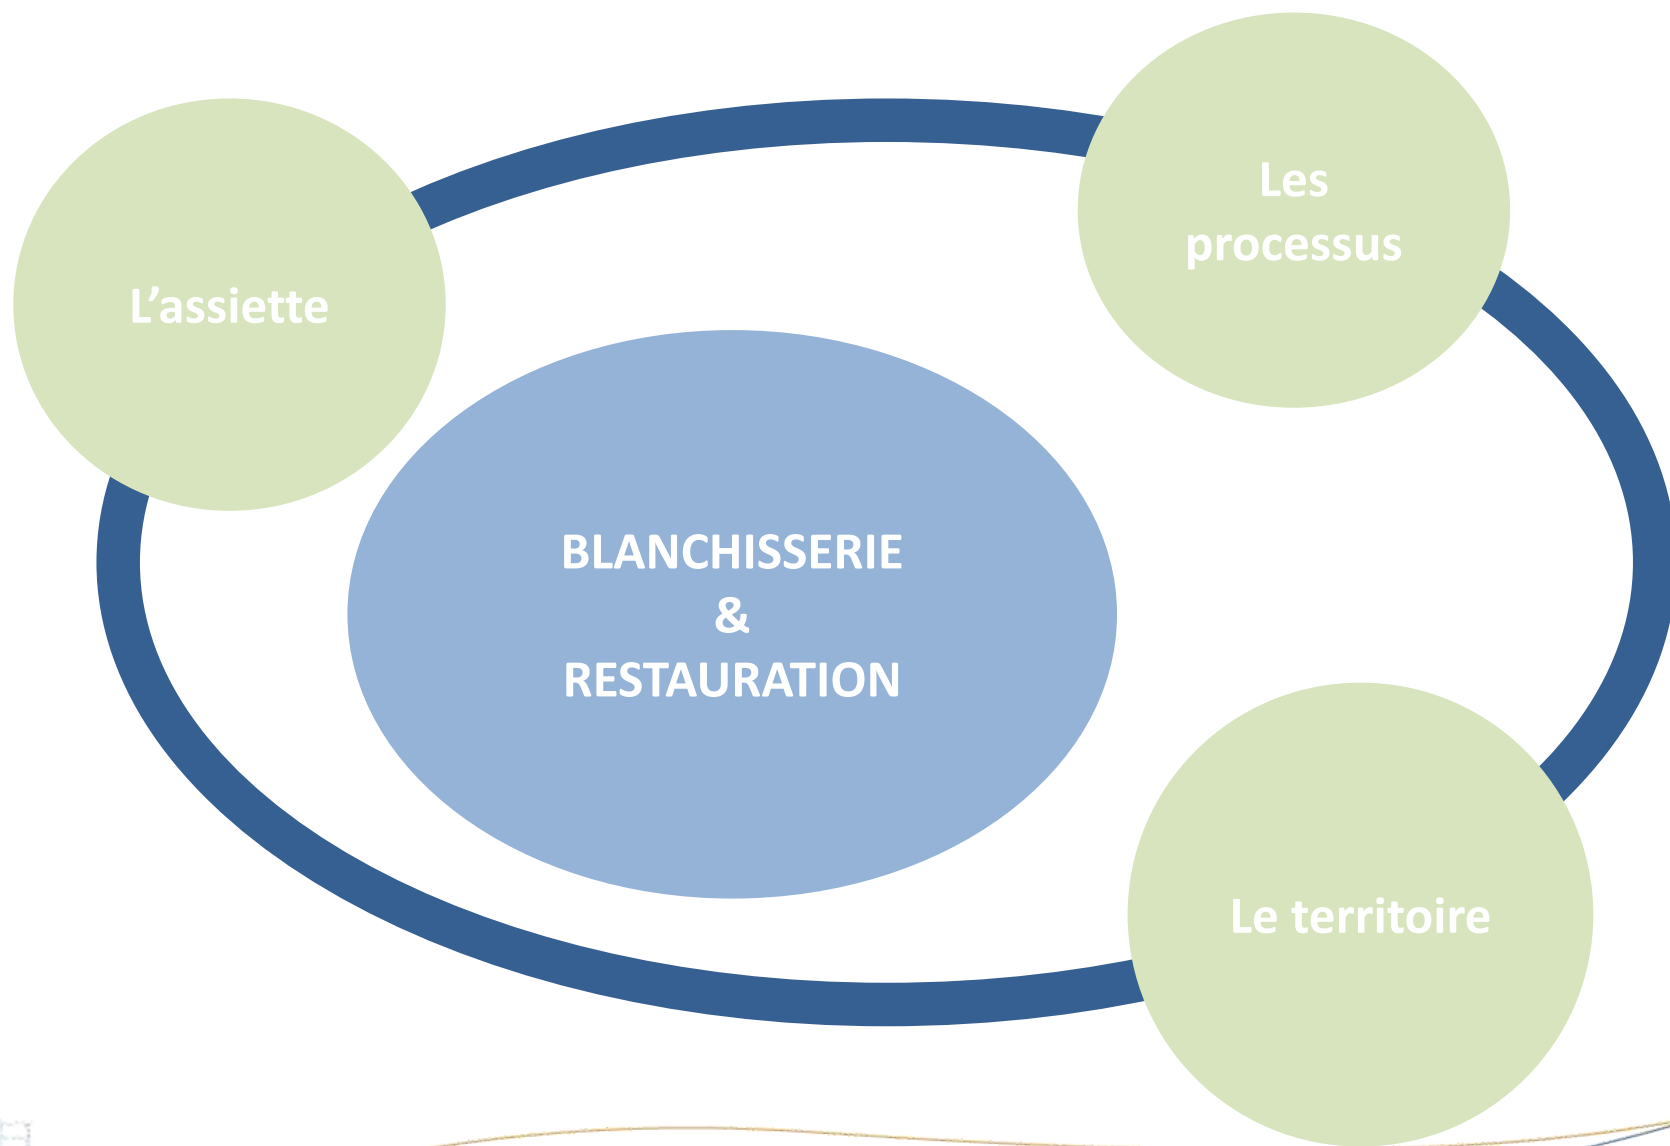 Les
processus
L’assiette
BLANCHISSERIE
&
RESTAURATION
Le territoire